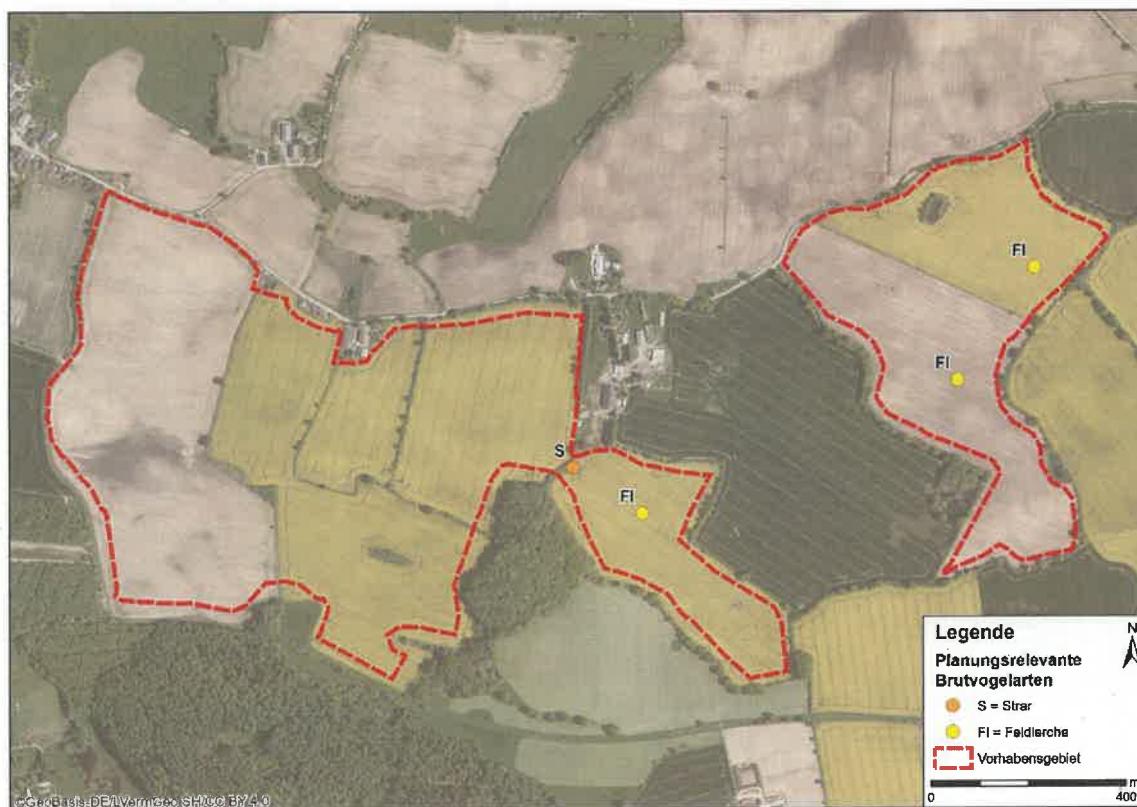 Fl
Fl
S
Fl
Legende
N
Planungsrelevante
Brutvogelarten
S = Strar
Fl = Feldlerche
Vorhabensgebiet
m
0 400
©GeoBasis-DE/LVermGeo SH/CC BY 4.0